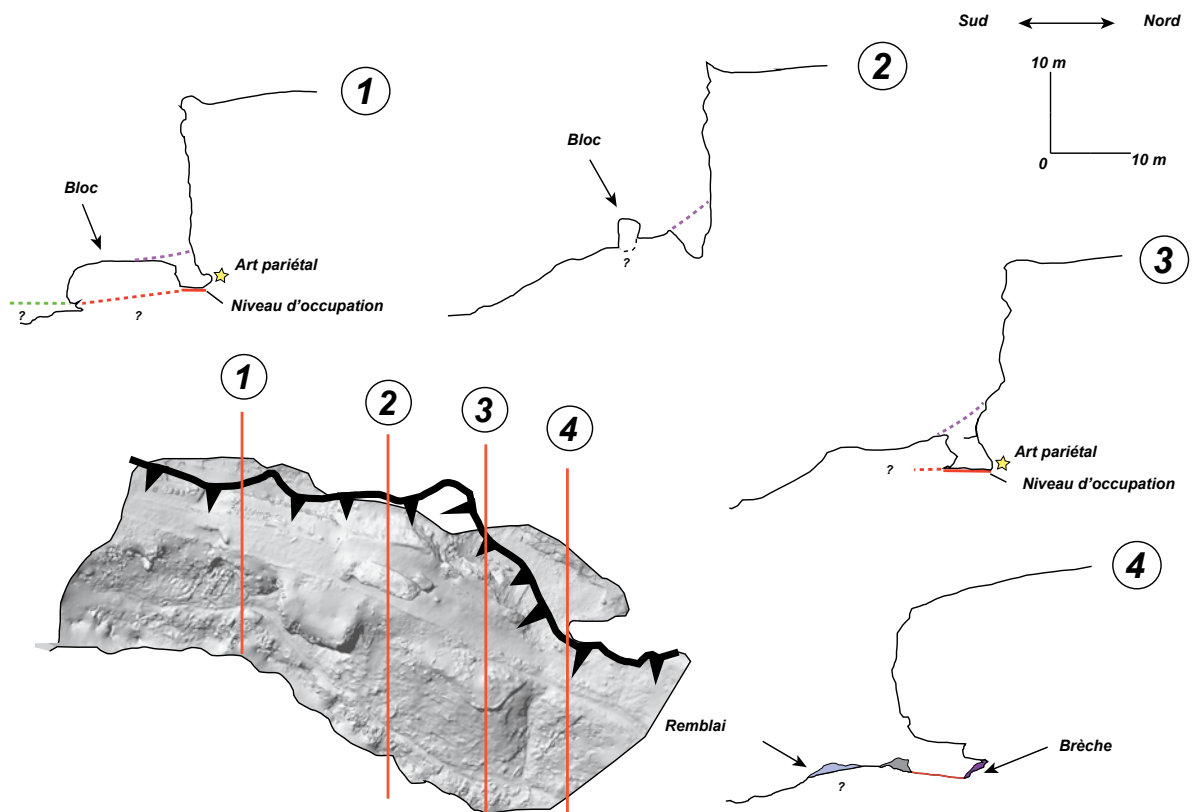 Sud
Nord
10 m
0
10 m
1
Bloc
Art pariétal
Niveau d'occupation
?
?
2
Bloc
?
3
Art pariétal
Niveau d'occupation
?
1
2
3
4
4
Remblai
Brèche
?